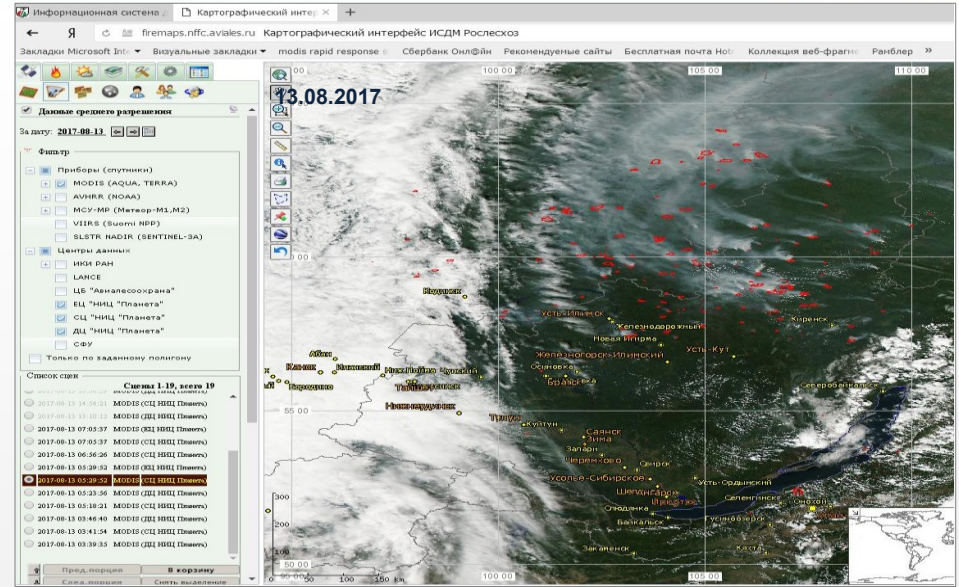 Информационная система д
Картографический интер
firemaps.nffc.aviales.ru Картографический интерфейс ИСДМ Рослесхоз
Закладки Microsoft Inte
Визуальные закладки
modis rapid response
Сбербанк Онл@йн
Рекомендуемые сайты
Бесплатная почта Hot
Коллекция веб-фрагме
Рамблер »
Данные среднего разрешения
За дату: 2017-08-13
Фильтр
Приборы (спутники)
MODIS (AQUA, TERRA)
AVHRR (NOAA)
МСУ-МР (Метеор-М1,М2)
VIIRS (Suomi NPP)
SLSTR NADIR (SENTINEL-3A)
Центры данных
ИКИ РАН
LANCE
ЦБ "Авиалесоохрана"
ЕЦ "НИЦ "Планета"
СЦ "НИЦ "Планета"
ДЦ "НИЦ "Планета"
СФУ
Только по заданному полигону
Список сцен
Сцены 1-19, всего 19
2017-08-13 07:05:37 MODIS (СЦ НИЦ Планета)
2017-08-13 07:05:37 MODIS (ЕЦ НИЦ Планета)
2017-08-13 06:56:26 MODIS (СЦ НИЦ Планета)
2017-08-13 05:29:52 MODIS (ЕЦ НИЦ Планета)
2017-08-13 05:29:52 MODIS (СЦ НИЦ Планета)
2017-08-13 05:23:56 MODIS (ДЦ НИЦ Планета)
2017-08-13 05:18:21 MODIS (ДЦ НИЦ Планета)
2017-08-13 03:46:40 MODIS (ДЦ НИЦ Планета)
2017-08-13 03:41:54 MODIS (ДЦ НИЦ Планета)
2017-08-13 03:39:35 MODIS (ДЦ НИЦ Планета)
Пред.порция
В корзину
След.порция
Снять выделение
13.08.2017
100 00
105 00
110 00
Кодинск
Усть-Илимск
Железнодорожный
Киренск
Новая Игирма
Усть-Кут
Железногорск-Илимский
Абан
Канск
Иланский
Нижняя Пойма
Чунский
Братск
Бородино
Тайшет
Северобайкальск
Нижнеудинск
55 00
Тулун
Куйтун
Саянск
Зима
Залари
Черемхово
Свирск
Усолье-Сибирское
Усть-Ордынский
Шелехов
Иркутск
Селенгинск
Онохой
Слюдянка
Байкальск
Гусиноозерск
Закаменск
Кяхта
300
200
100
50 00
0
50
100
150 km
100 00
105 00